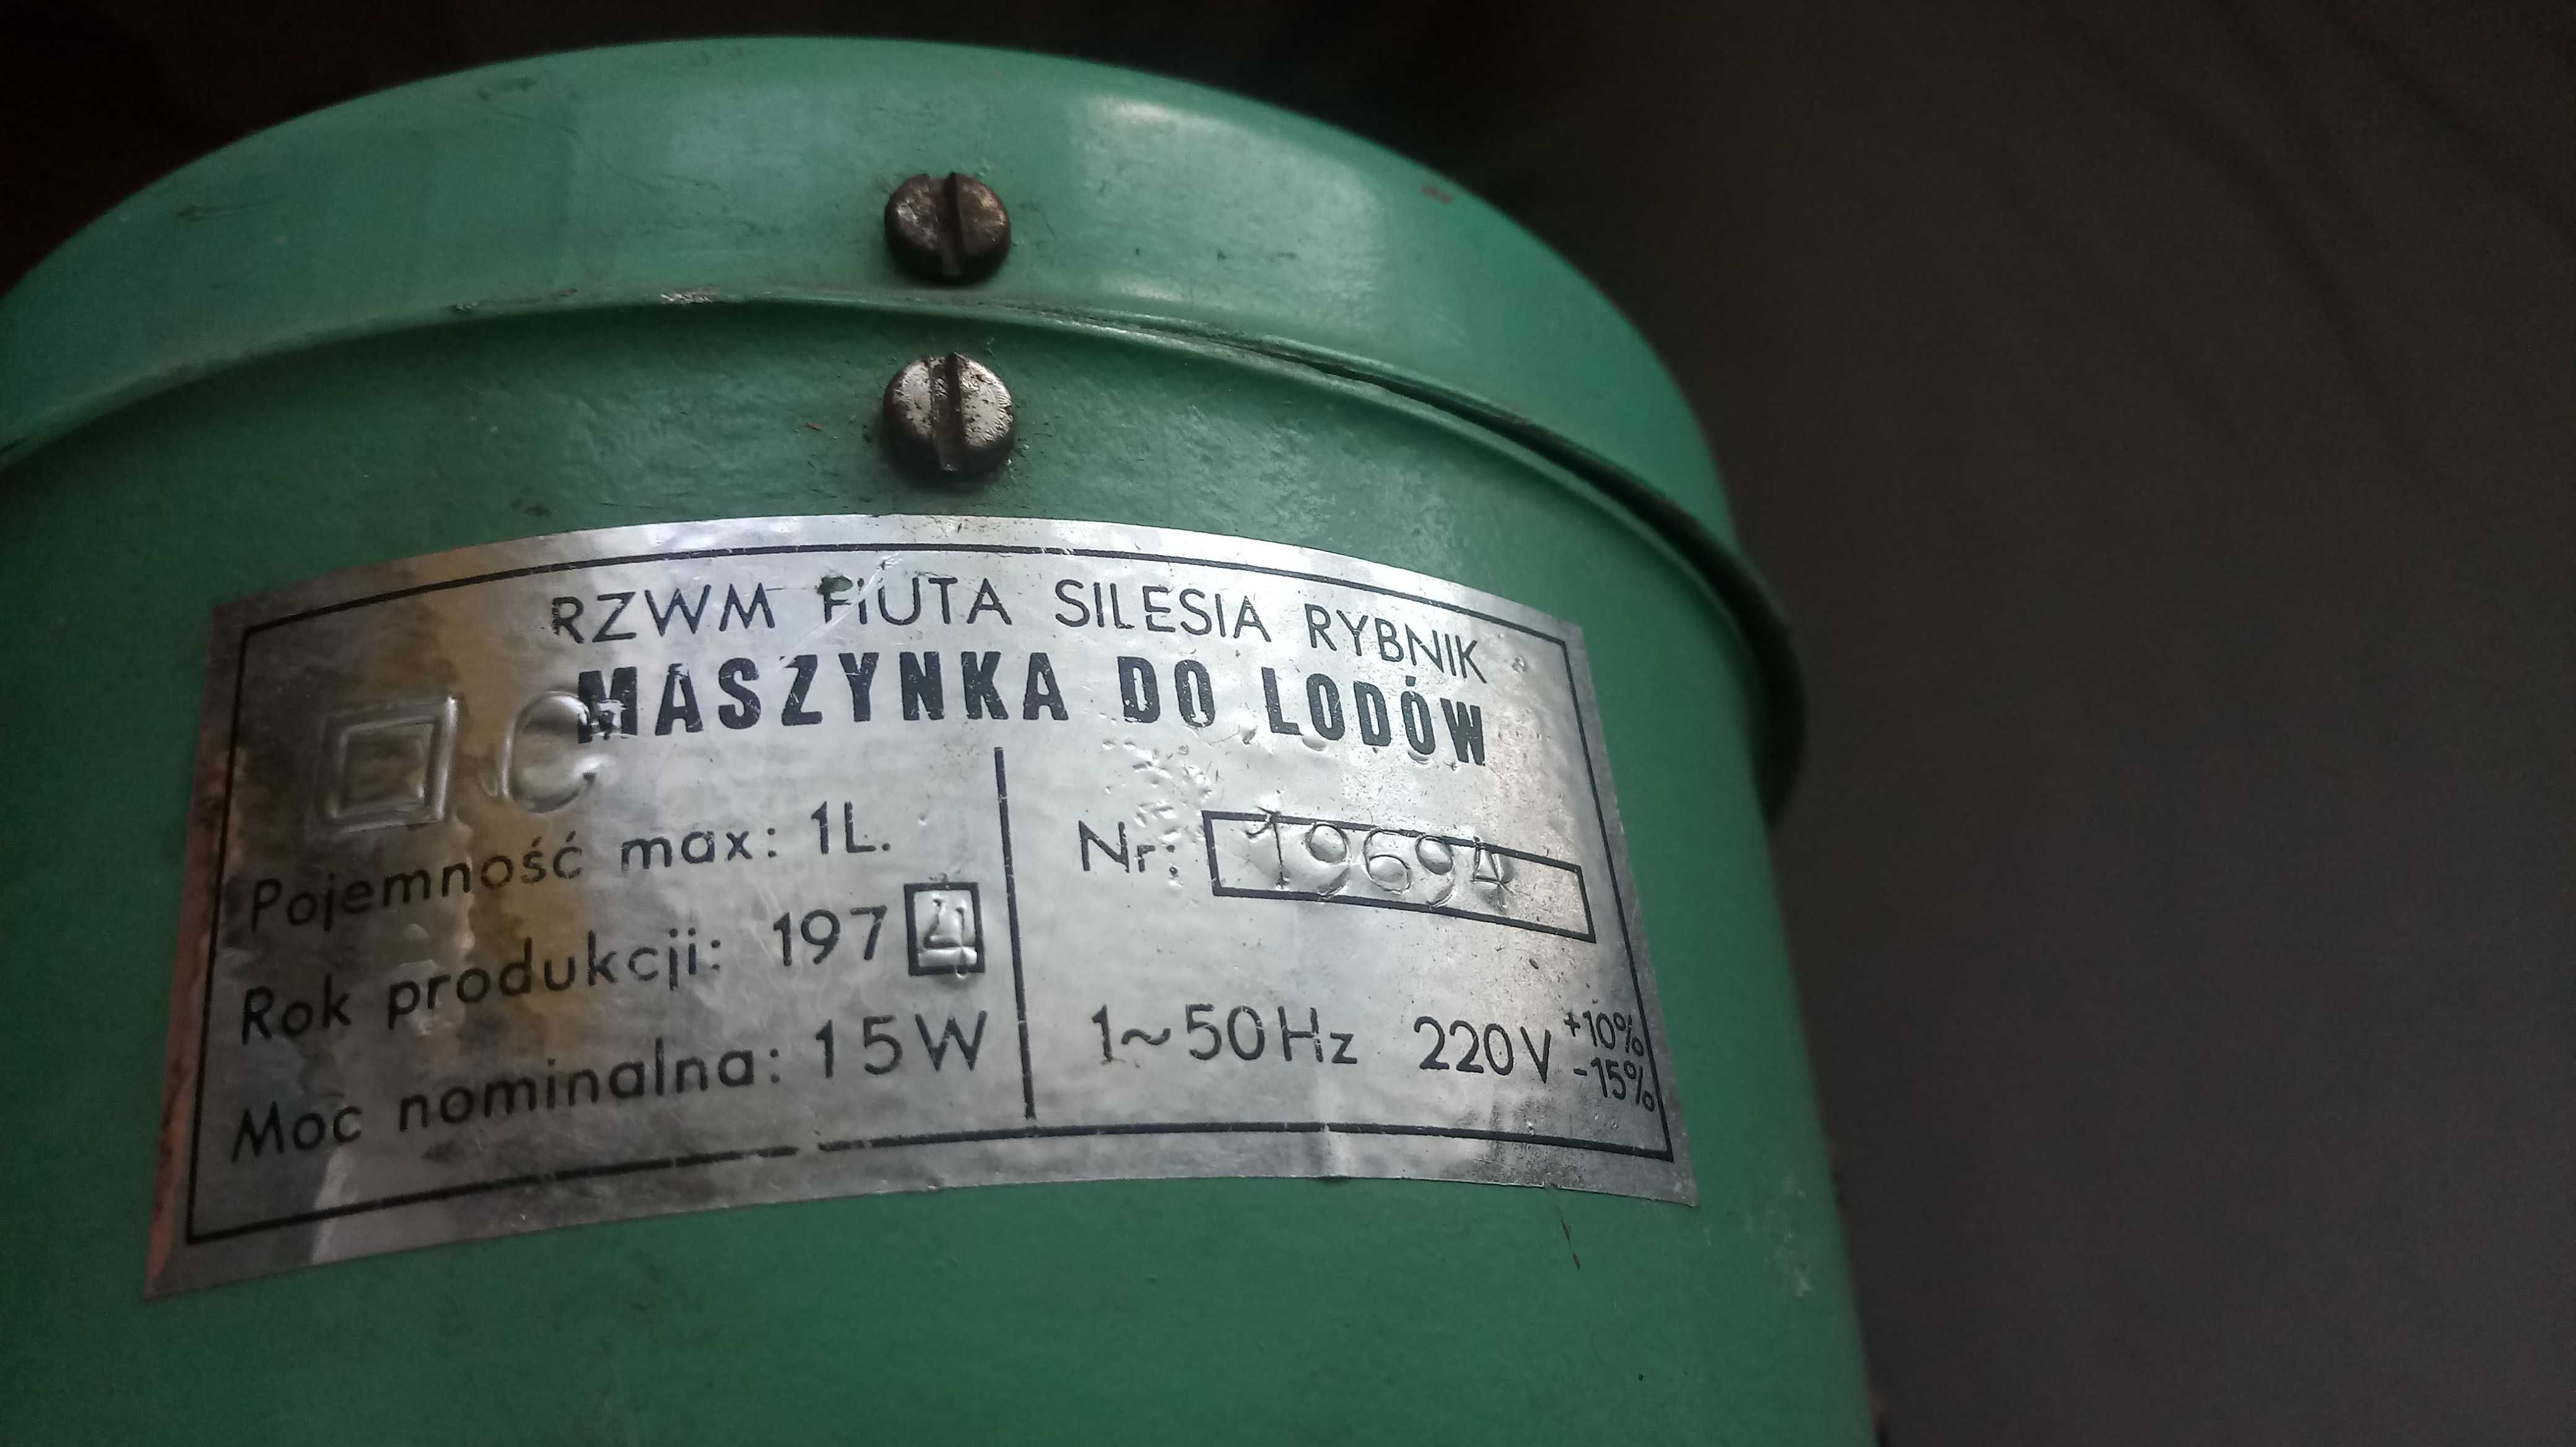 RZWM HUTA SILESIA RYBNIK
MASZYNKA DO LODÓW
C
Pojemność max: 1L.
Rok produkcji: 1974
Moc nominalna: 15W
Nr: 19694
1~50Hz 220V +10% -15%